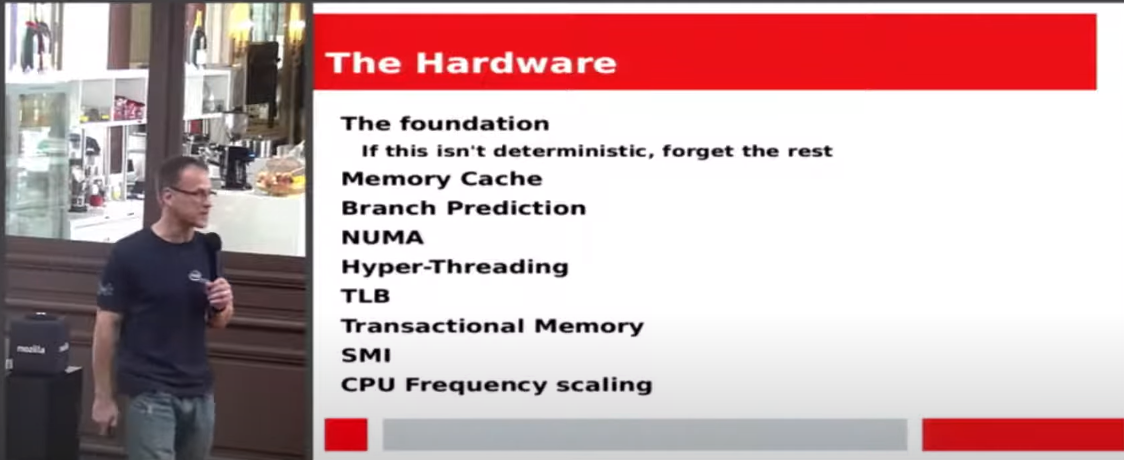 The Hardware
The foundation
If this isn't deterministic, forget the rest
Memory Cache
Branch Prediction
NUMA
Hyper-Threading
TLB
Transactional Memory
SMI
CPU Frequency scaling
mozilla